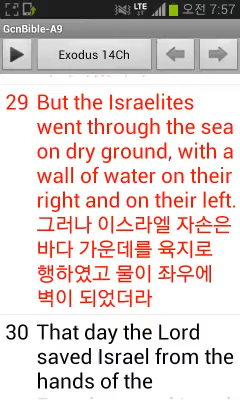 LTE 오전 7:57
GcnBible-A9
Exodus 14Ch
29 But the Israelites
went through the sea
on dry ground, with a
wall of water on their
right and on their left.
그러나 이스라엘 자손은
바다 가운데를 육지로
행하였고 물이 좌우에
벽이 되었더라
30 That day the Lord
saved Israel from the
hands of the